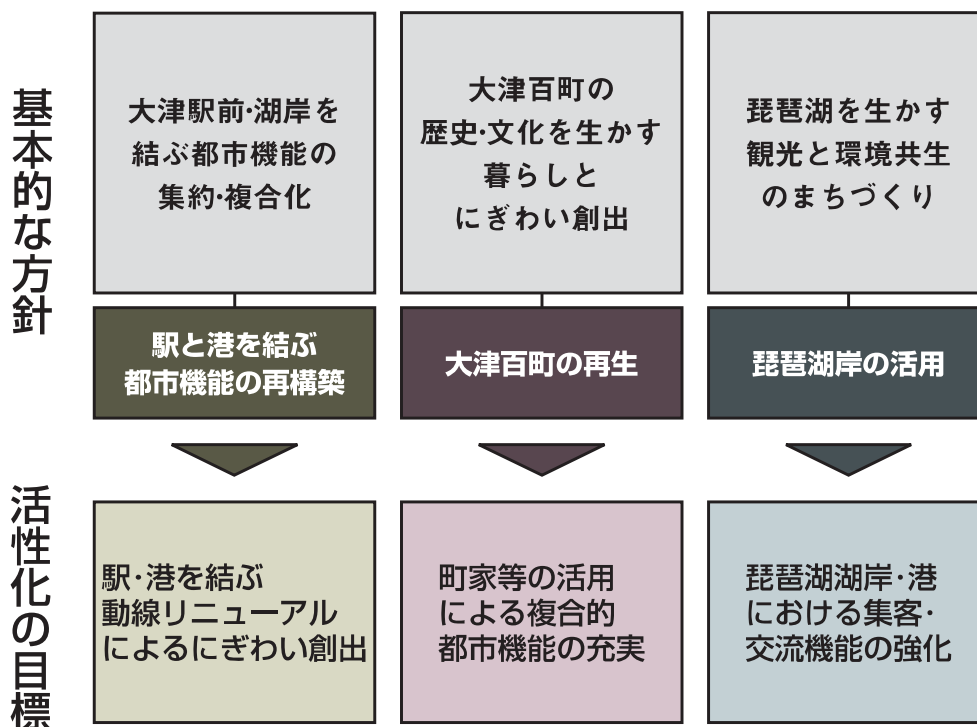 基本的な方針
大津駅前·湖岸を
結ぶ都市機能の
集約·複合化
大津百町の
歴史·文化を生かす
暮らしと
にぎわい創出
琵琶湖を生かす
観光と環境共生
のまちづくり
駅と港を結ぶ
都市機能の再構築
大津百町の再生
琵琶湖岸の活用
活性化の目標
駅·港を結ぶ
動線リニューアル
によるにぎわい創出
町家等の活用
による複合的
都市機能の充実
琵琶湖湖岸·港
における集客·
交流機能の強化